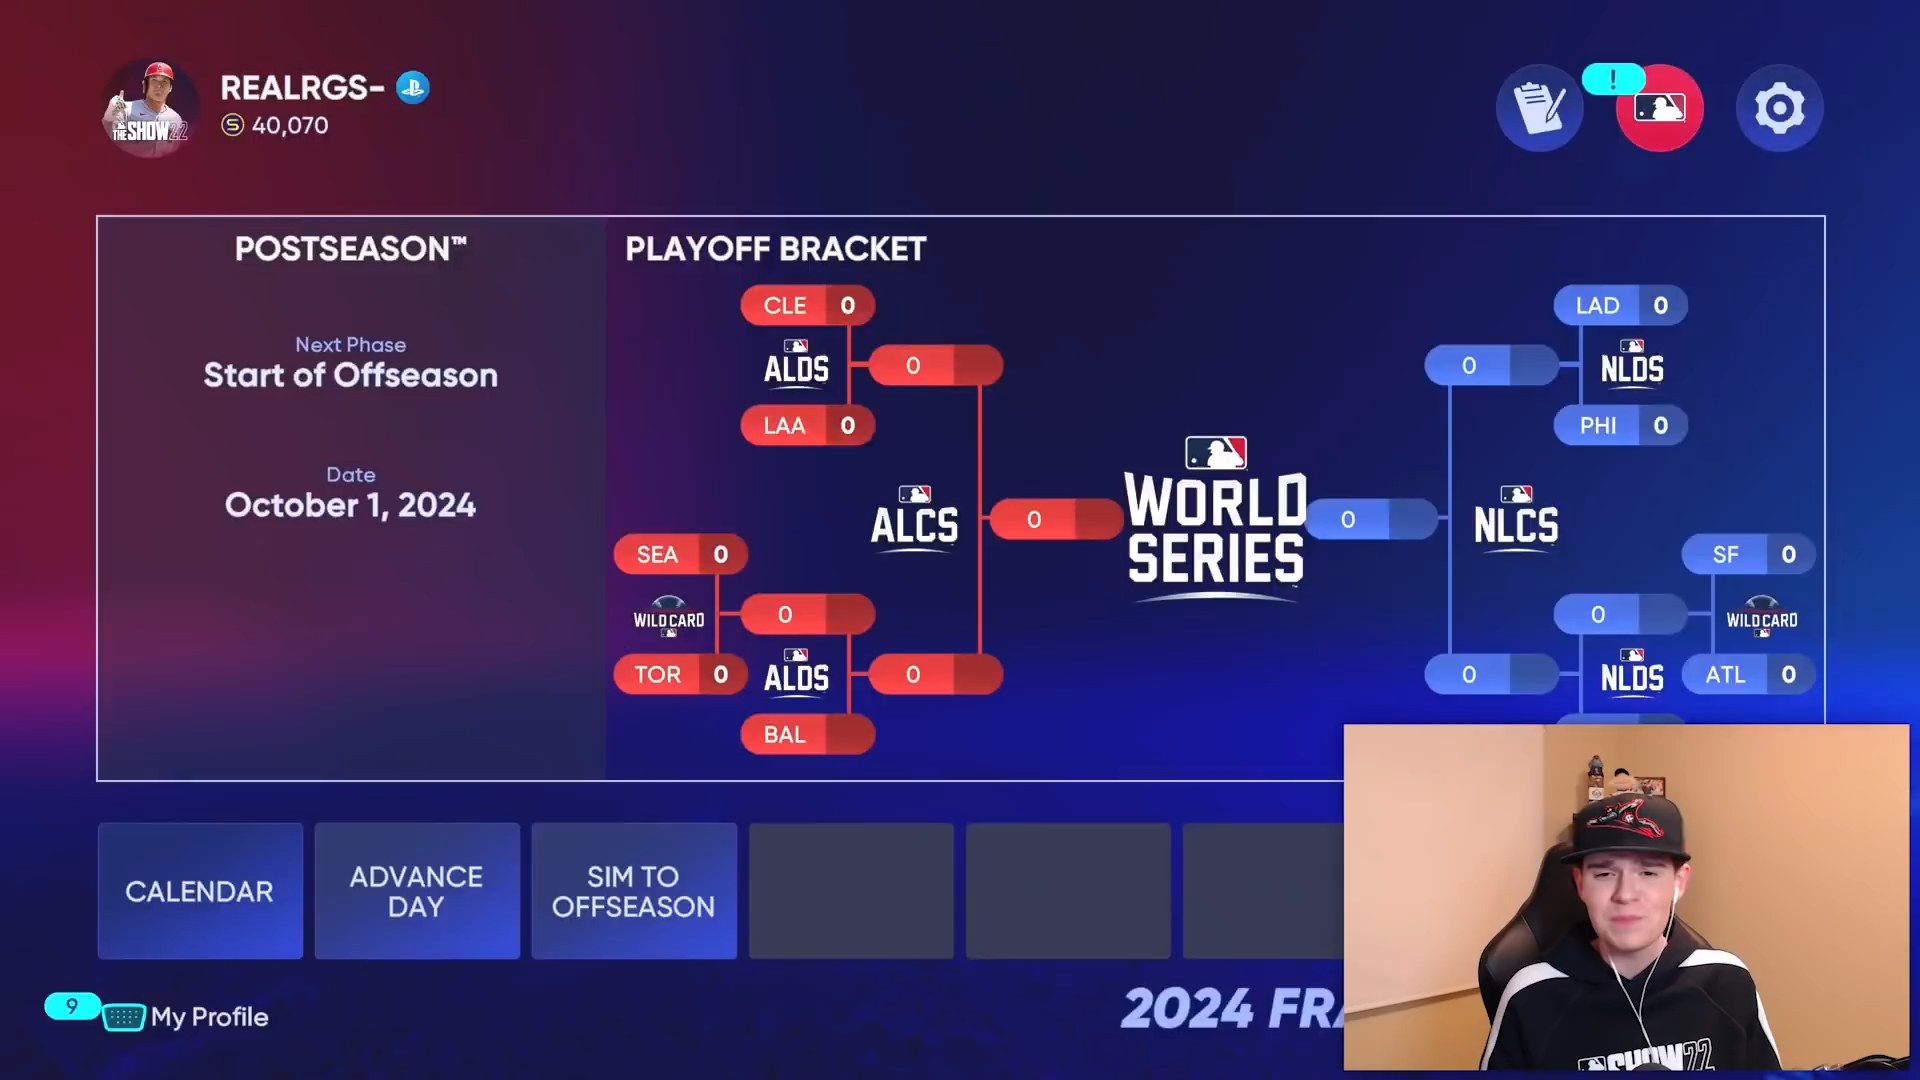 REALRGS-
40,070
THE SHOW 22
!
POSTSEASON™
Next Phase
Start of Offseason
Date
October 1, 2024
PLAYOFF BRACKET
CLE 0
ALDS
0
LAA 0
ALCS
0
SEA 0
WILD CARD
0
TOR 0
ALDS
0
BAL
WORLD
SERIES
LAD 0
0
NLDS
PHI 0
0
NLCS
SF 0
0
WILD CARD
0
NLDS
ATL 0
CALENDAR
ADVANCE
DAY
SIM TO
OFFSEASON
9
My Profile
2024 FRA
SHOW 22